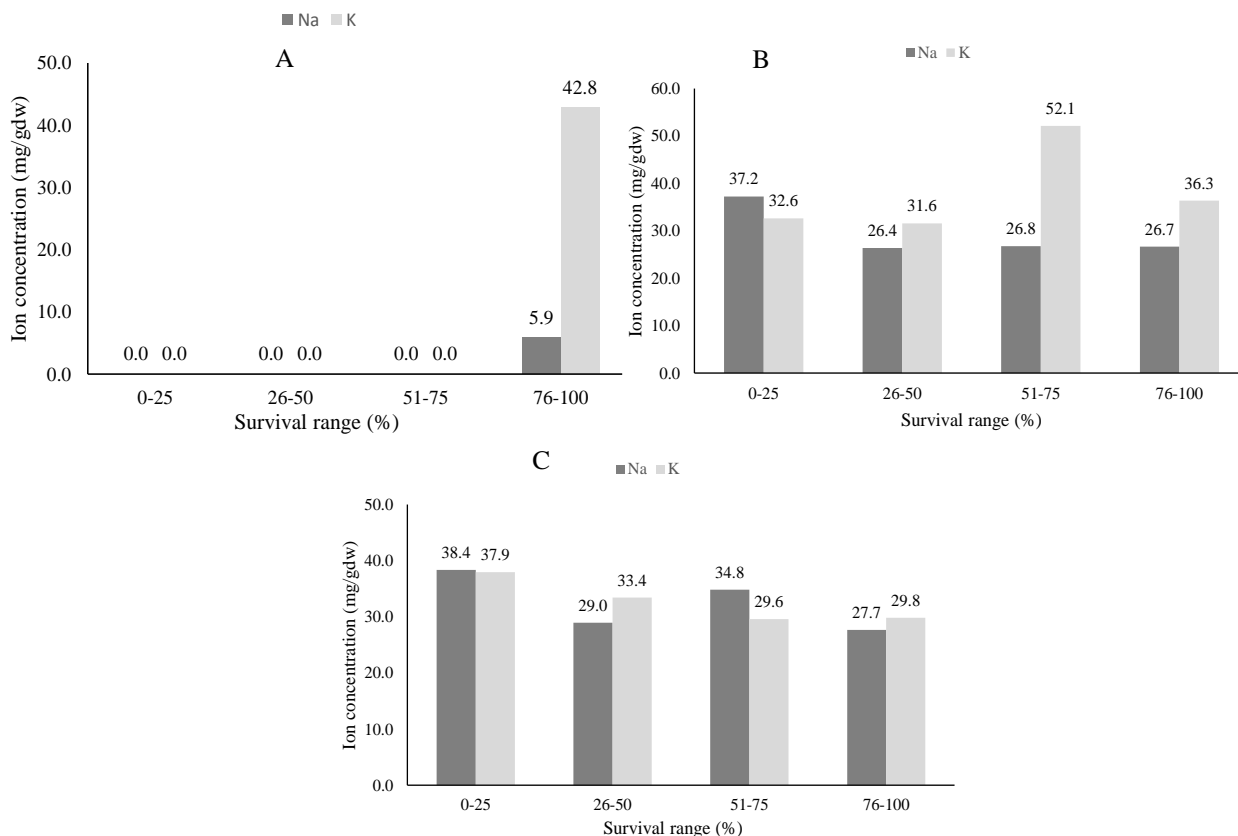 Na K
A
50.0
40.0
30.0
20.0
10.0
0.0
Ion concentration (mg/gdw)
0.0 0.0 0.0 0.0 0.0 0.0 5.9 42.8
0-25 26-50 51-75 76-100
Survival range (%)
B
Na K
60.0
50.0
40.0
30.0
20.0
10.0
0.0
Ion concentration (mg/gdw)
37.2 32.6 26.4 31.6 26.8 52.1 26.7 36.3
0-25 26-50 51-75 76-100
Survival range (%)
C
Na K
50.0
40.0
30.0
20.0
10.0
0.0
Ion concentration (mg/gdw)
38.4 37.9 29.0 33.4 34.8 29.6 27.7 29.8
0-25 26-50 51-75 76-100
Survival range (%)